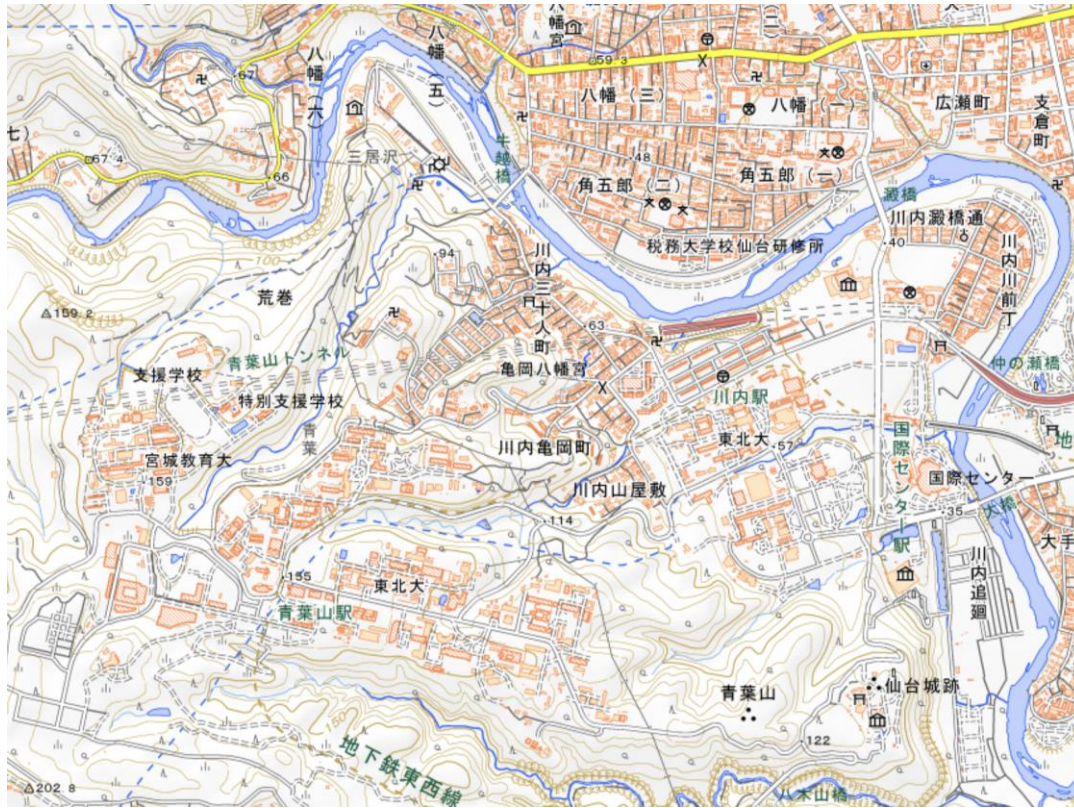 八幡宮
(二)
59.3
八幡(六)
67
八幡(五)
八幡(三)
八幡(一)
広瀬町
支倉町
七)
67.4
三居沢
66
牛越橋
48
角五郎(二)
角五郎(一)
澱橋
川内澱橋通
税務大学校仙台研修所
40
川内川前丁
94
100
荒巻
159.2
川内三十人町
63
青葉山トンネル
支援学校
特別支援学校
亀岡八幡宮
仲の瀬橋
川内駅
青葉
宮城教育大
159
川内亀岡町
東北大
57
国際センター駅
地
国際センター
川内山屋敷
114
35
大橋
大手
155
東北大
青葉山駅
川内追廻
青葉山
仙台城跡
150
122
地下鉄東西線
202.8
八木山橋